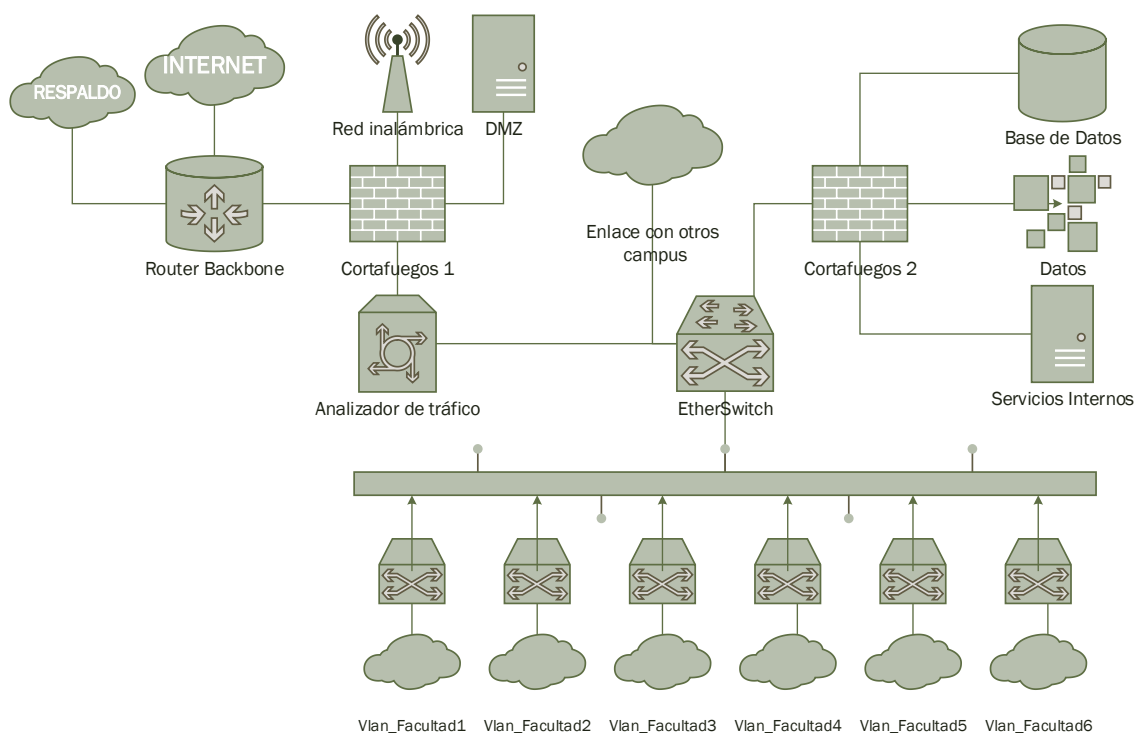 INTERNET
RESPALDO
Red inalámbrica
DMZ
Base de Datos
Enlace con otros
campus
Router Backbone
Cortafuegos 1
Cortafuegos 2
Datos
Analizador de tráfico
EtherSwitch
Servicios Internos
Vlan_Facultad1
Vlan_Facultad2
Vlan_Facultad3
Vlan_Facultad4
Vlan_Facultad5
Vlan_Facultad6